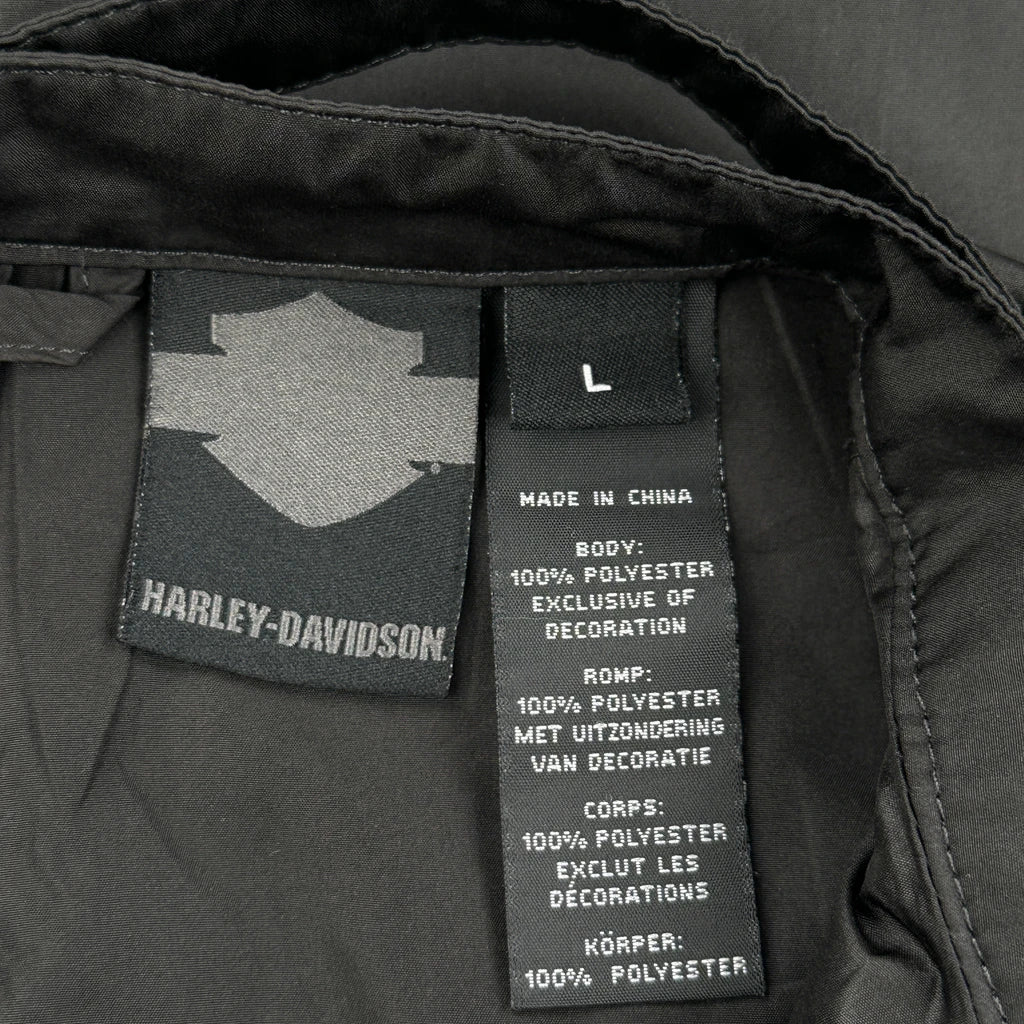 HARLEY-DAVIDSON
L
MADE IN CHINA
BODY:
100% POLYESTER
EXCLUSIVE OF
DECORATION
ROMP:
100% POLYESTER
MET UITZONDERING
VAN DECORATIE
CORPS:
100% POLYESTER
EXCLUT LES
DÉCORATIONS
KÖRPER:
100% POLYESTER